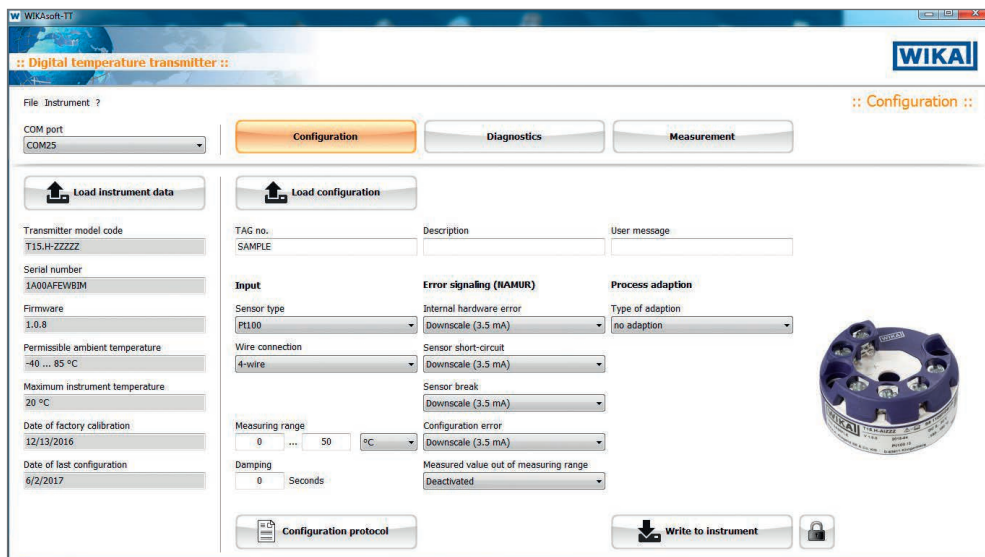 W WIKAsoft-TT
:: Digital temperature transmitter ::
WIKA
File Instrument ?
:: Configuration ::
COM port
COM25
Configuration
Diagnostics
Measurement
Load instrument data
Load configuration
Transmitter model code
T15.H-ZZZZZ
TAG no.
SAMPLE
Description
User message
Serial number
1A00AFEWBIM
Input
Error signaling (NAMUR)
Process adaption
Firmware
1.0.8
Sensor type
Pt100
Internal hardware error
Downscale (3.5 mA)
Type of adaption
no adaption
Permissible ambient temperature
-40 ... 85 °C
Wire connection
4-wire
Sensor short-circuit
Downscale (3.5 mA)
Maximum instrument temperature
20 °C
Sensor break
Downscale (3.5 mA)
Date of factory calibration
12/13/2016
Measuring range
0 ... 50 °C
Configuration error
Downscale (3.5 mA)
Date of last configuration
6/2/2017
Damping
0 Seconds
Measured value out of measuring range
Deactivated
WIKA
WIKA
Configuration protocol
Write to instrument